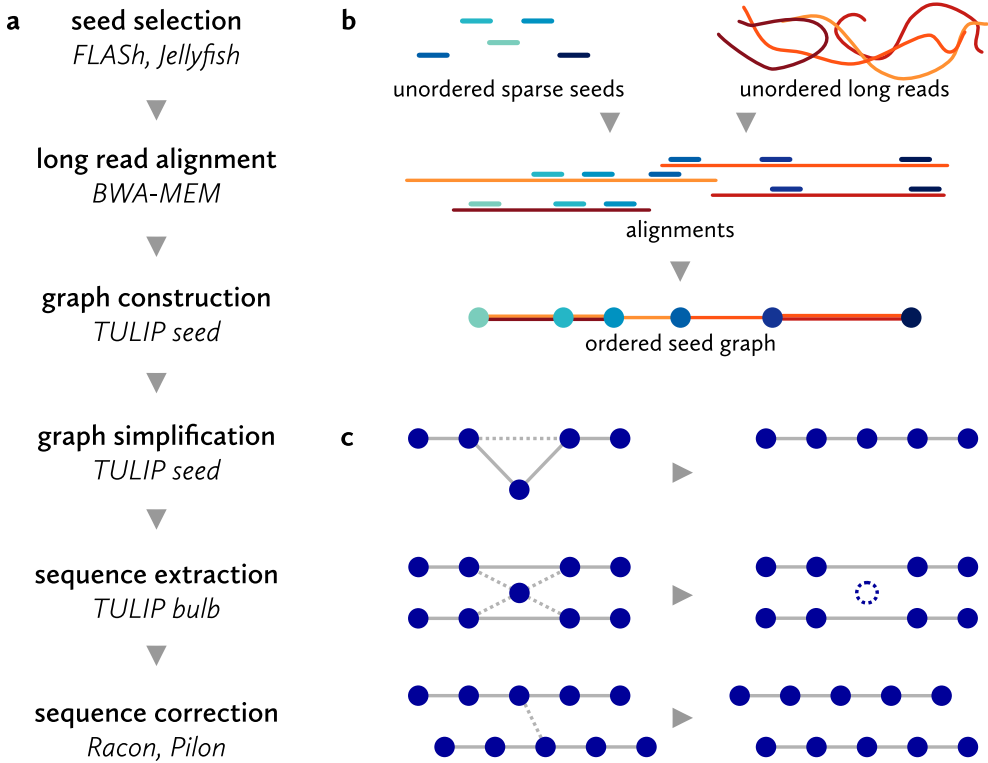 a
seed selection
FLASh, Jellyfish
long read alignment
BWA-MEM
graph construction
TULIP seed
graph simplification
TULIP seed
sequence extraction
TULIP bulb
sequence correction
Racon, Pilon
b
unordered sparse seeds
unordered long reads
alignments
ordered seed graph
c